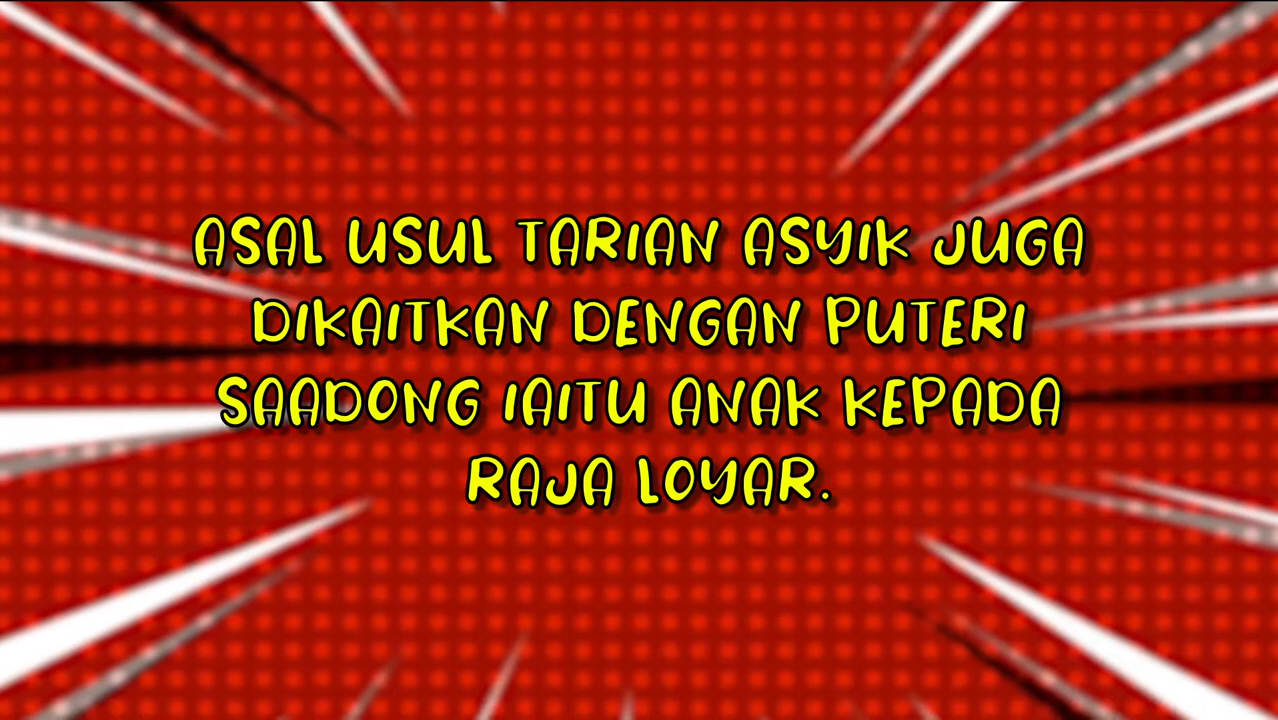 ASAL USUL TARIAN ASYIK JUGA
DIKAITKAN DENGAN PUTERI
SAADONG IAITU ANAK KEPADA
RAJA LOYAR.